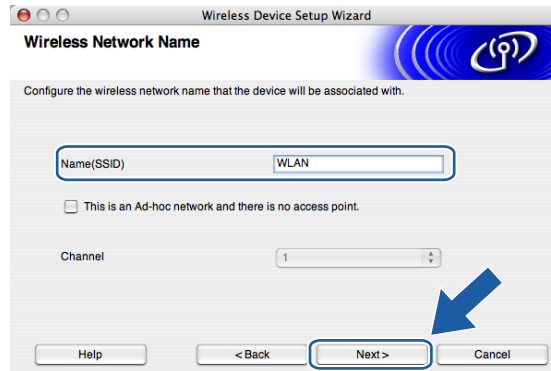 Wireless Device Setup Wizard
Wireless Network Name
Configure the wireless network name that the device will be associated with.
Name(SSID) WLAN
This is an Ad-hoc network and there is no access point.
Channel 1
Help <Back Next> Cancel